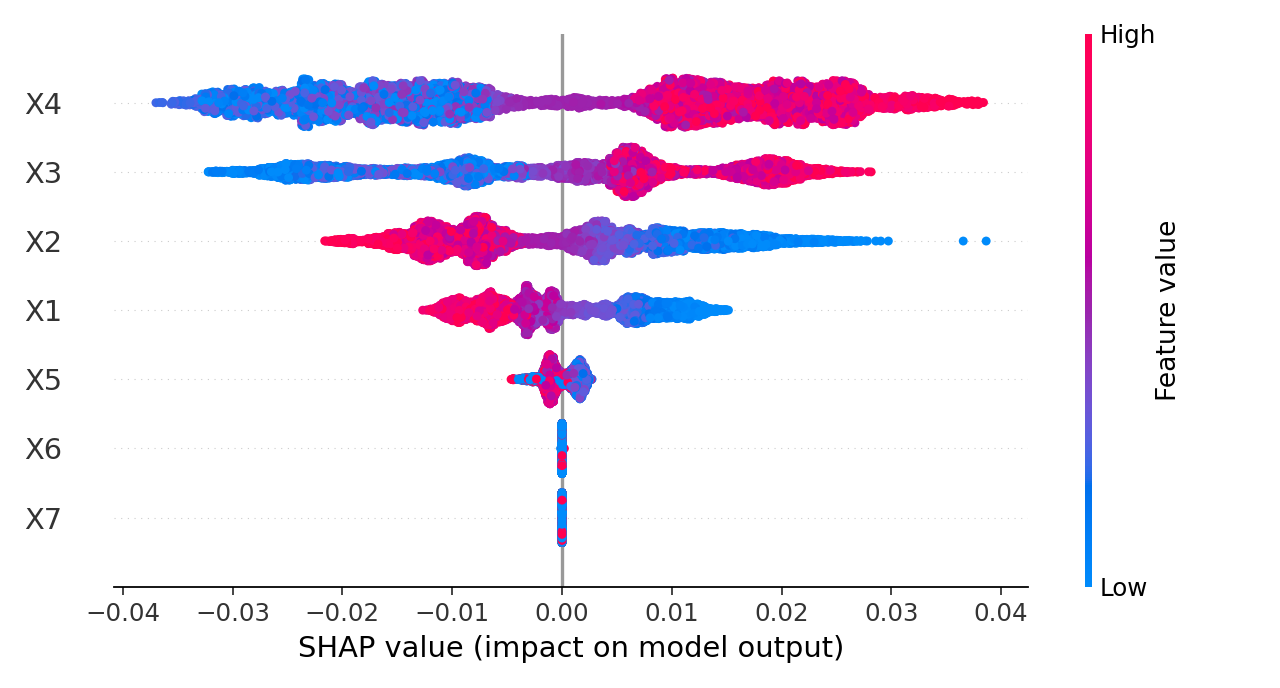 High
X4
X3
X2
X1
X5
X6
X7
Feature value
Low
−0.04 −0.03 −0.02 −0.01 0.00 0.01 0.02 0.03 0.04
SHAP value (impact on model output)